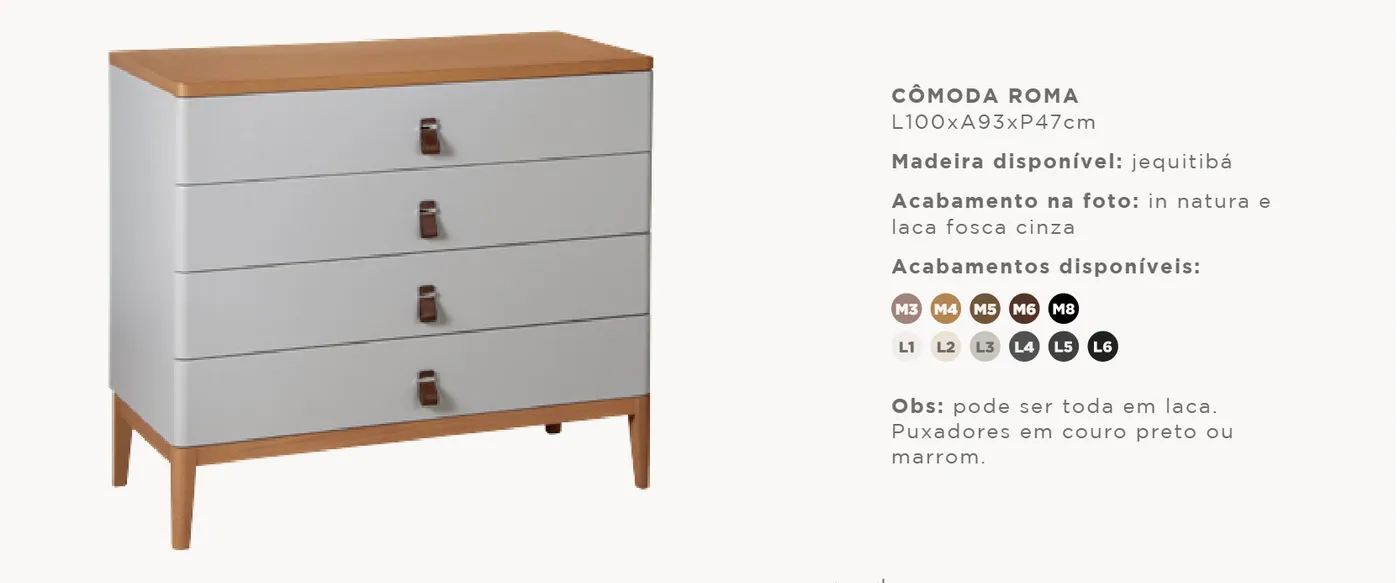 CÔMODA ROMA
L100xA93xP47cm
Madeira disponível: jequitibá
Acabamento na foto: in natura e
laca fosca cinza
Acabamentos disponíveis:
M3 M4 M5 M6 M8
L1 L2 L3 L4 L5 L6
Obs: pode ser toda em laca.
Puxadores em couro preto ou
marrom.